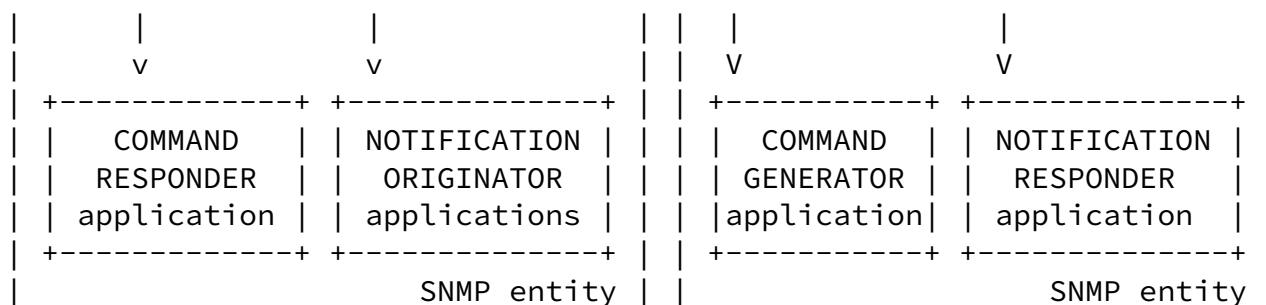 |      |           |             | |  |             |
|      v           v             | |  V             V
| +-------------+ +--------------+ | | +-----------+ +--------------+
| |   COMMAND   | | NOTIFICATION | | | |  COMMAND  | | NOTIFICATION |
| |  RESPONDER  | |  ORIGINATOR  | | | | GENERATOR | |  RESPONDER   |
| | application | | applications | | | |application| | application  |
| +-------------+ +--------------+ | | +-----------+ +--------------+
|                      SNMP entity | |                   SNMP entity